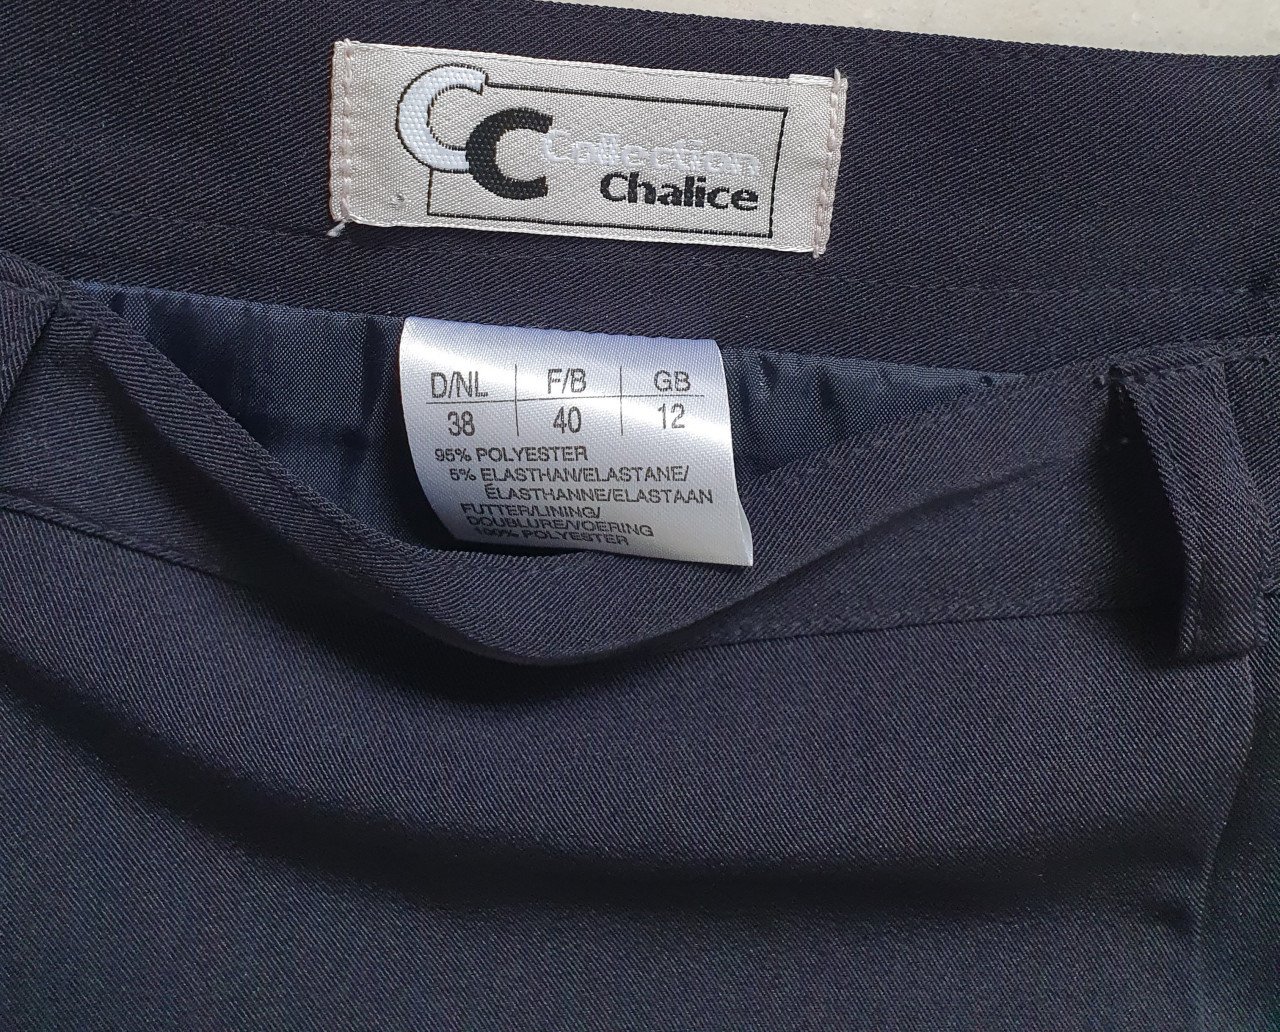 CC Collection
Chalice
D/NL F/B GB
38 40 12
95% POLYESTER
5% ELASTHAN/ELASTANE/
ÉLASTHANNE/ELASTAAN
FUTTER/LINING/
DOUBLURE/VOERING
100% POLYESTER